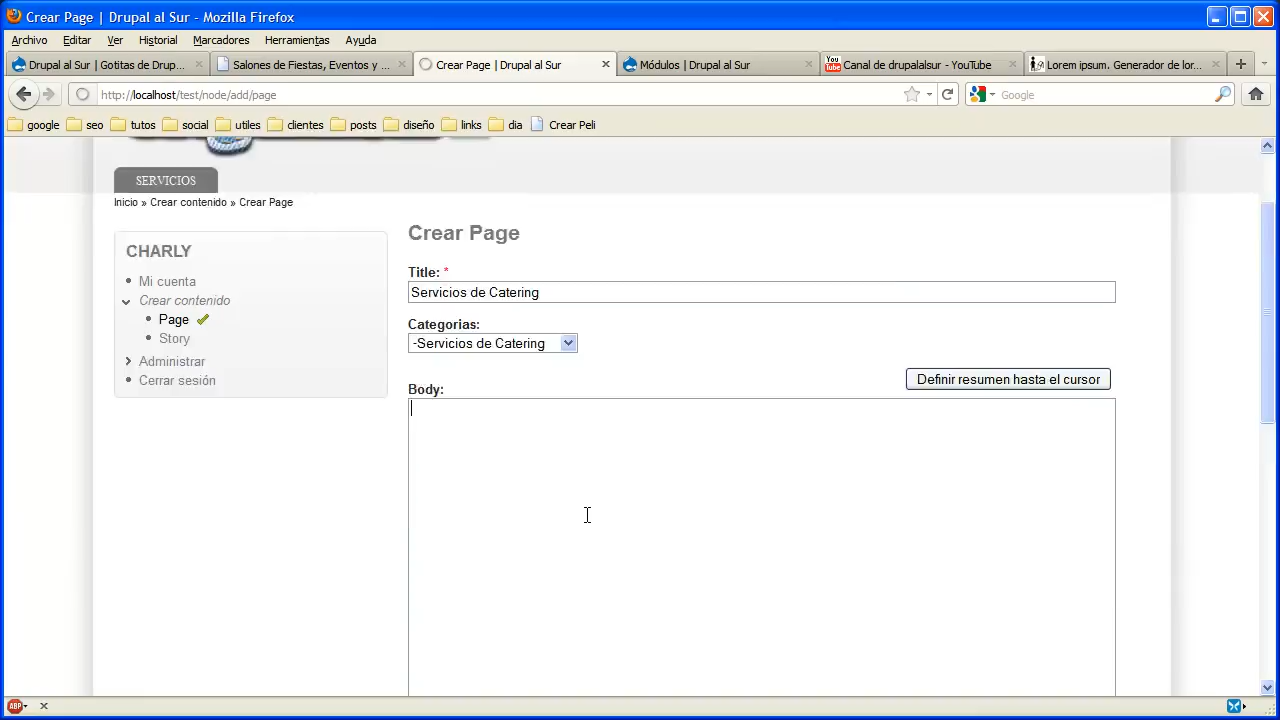 Crear Page | Drupal al Sur - Mozilla Firefox
Archivo Editar Ver Historial Marcadores Herramientas Ayuda
Drupal al Sur | Gotitas de Drup... Salones de Fiestas, Eventos y ... Crear Page | Drupal al Sur Módulos | Drupal al Sur Canal de drupalalsur - YouTube Lorem ipsum. Generador de lor...
http://localhost/test/node/add/page Google
google seo tutos social utiles clientes posts diseño links dia Crear Peli
SERVICIOS
Inicio » Crear contenido » Crear Page
CHARLY
Mi cuenta
Crear contenido
Page
Story
Administrar
Cerrar sesión
Crear Page
Title: *
Servicios de Catering
Categorias:
-Servicios de Catering
Definir resumen hasta el cursor
Body:
ABP